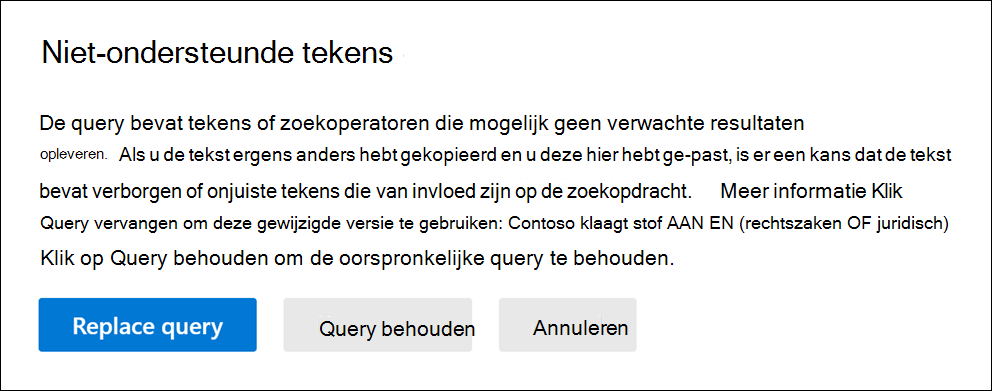 Niet-ondersteunde tekens
De query bevat tekens of zoekoperatoren die mogelijk geen verwachte resultaten
opleveren. Als u de tekst ergens anders hebt gekopieerd en u deze hier hebt ge-past, is er een kans dat de tekst
bevat verborgen of onjuiste tekens die van invloed zijn op de zoekopdracht. Meer informatie Klik
Query vervangen om deze gewijzigde versie te gebruiken: Contoso klaagt stof AAN EN (rechtszaken OF juridisch)
Klik op Query behouden om de oorspronkelijke query te behouden.
Replace query Query behouden Annuleren